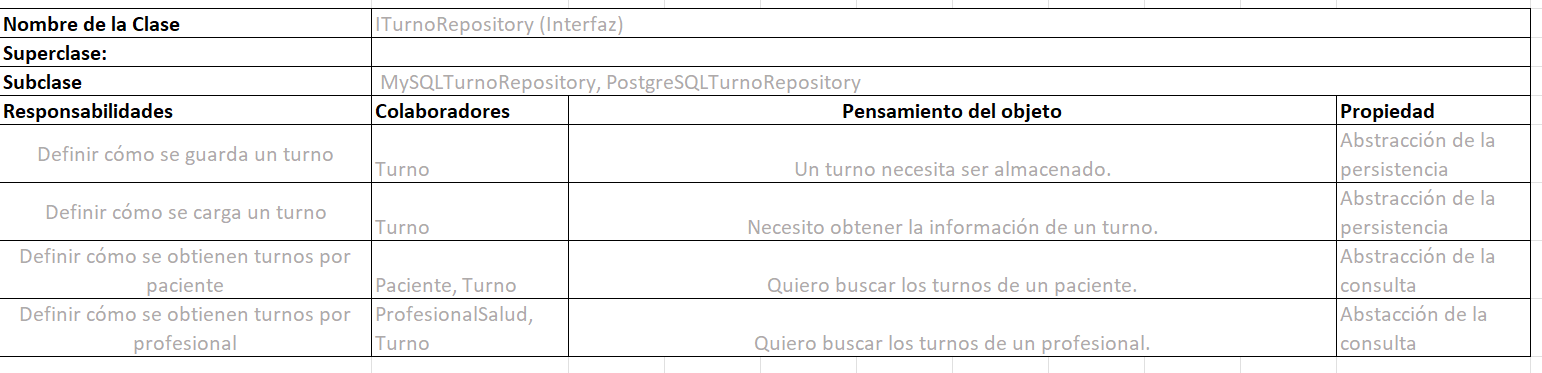 Nombre de la Clase ITurnoRepository (Interfaz)
Superclase:
Subclase MySQLTurnoRepository, PostgreSQLTurnoRepository
Responsabilidades Colaboradores Pensamiento del objeto Propiedad
Definir cómo se guarda un turno Turno Un turno necesita ser almacenado. Abstracción de la
persistencia
Definir cómo se carga un turno Turno Necesito obtener la información de un turno. Abstracción de la
persistencia
Definir cómo se obtienen turnos por
paciente Paciente, Turno Quiero buscar los turnos de un paciente. Abstracción de la
consulta
Definir cómo se obtienen turnos por
profesional ProfesionalSalud,
Turno Quiero buscar los turnos de un profesional. Abstacción de la
consulta